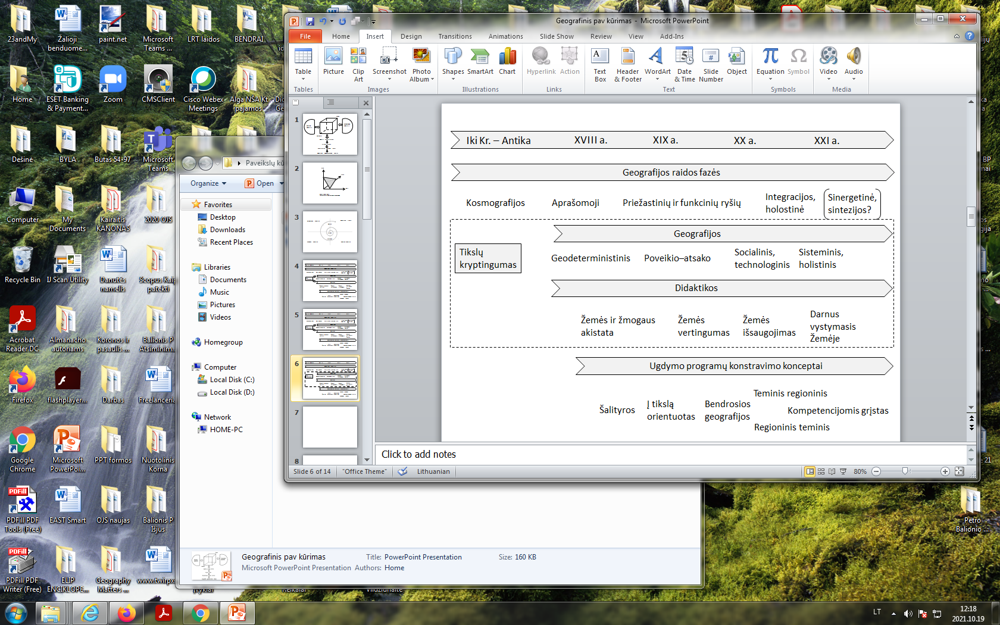 Geografinis pav kūrimas - Microsoft PowerPoint
File
Home
Insert
Design
Transitions
Animations
Slide Show
Review
View
Add-Ins
Table
Picture
Clip Art
Screenshot
Photo Album
Shapes
SmartArt
Chart
Hyperlink
Action
Text Box
Header & Footer
WordArt
Date & Time
Slide Number
Object
Equation
Symbol
Video
Audio
Tables
Images
Illustrations
Links
Text
Symbols
Media
1
2
3
4
5
6
7
8
Iki Kr. – Antika
XVIII a.
XIX a.
XX a.
XXI a.
Geografijos raidos fazės
Kosmografijos
Aprašomoji
Priežastinių ir funkcinių ryšių
Integracijos,
holostinė
Sinergetinė,
sintezijos?
Geografijos
Tikslų
kryptingumas
Geodeterministinis
Poveikio–atsako
Socialinis,
technologinis
Sisteminis,
holistinis
Didaktikos
Žemės ir žmogaus
akistata
Žemės
vertingumas
Žemės
išsaugojimas
Darnus
vystymasis
Žemėje
Ugdymo programų konstravimo konceptai
Šalityros
Į tikslą
orientuotas
Bendrosios
geografijos
Teminis regioninis
Kompetencijomis grįstas
Regioninis teminis
Click to add notes
Slide 6 of 14
"Office Theme"
Lithuanian
80%
23andMy
Žalioji
benduome...
paint.net
Microsoft
Teams ...
LRT laidos
BENDRAI
Home
ESET Banking
& Payment...
Zoom
CMSClient
Cisco Webex
Meetings
Alga NŠA Kt
pajamos
Dešinė
BYLA
Butas 54-97
Microsoft
Teams
Computer
My
Documents
Kairaitis
KANONAS
2020 OJS
Recycle Bin
IJ Scan Utility
Danutės
namelis
Scopus Kaip
patekti
Acrobat
Reader DC
Almanacho
autoriams
Koronos ir
pasaulis ...
Balionis P
Atsiminim...
Firefox
flashplayer...
Darbas
Freelanceria
Google
Chrome
Microsoft
PowerPoi...
PPT formos
Nuotolinis
Korna
PDFill PDF
Tools (Free)
EAST Smart
OJS naujas
Balionis P
Išjus
PDFill PDF
Writer (Free)
ELIP
ENCIKLOPE...
Geography
Matters ...
www.twirpx
Petro
Balionio ...
Paveikslų kū
Organize
Open
Favorites
Desktop
Downloads
Recent Places
Libraries
Documents
Music
Pictures
Videos
Homegroup
Computer
Local Disk (C:)
Local Disk (D:)
Network
HOME-PC
Geografinis pav kūrimas
Title: PowerPoint Presentation
Size: 160 KB
Microsoft PowerPoint Presentation
Authors: Home
LT
12:18
2021.10.19